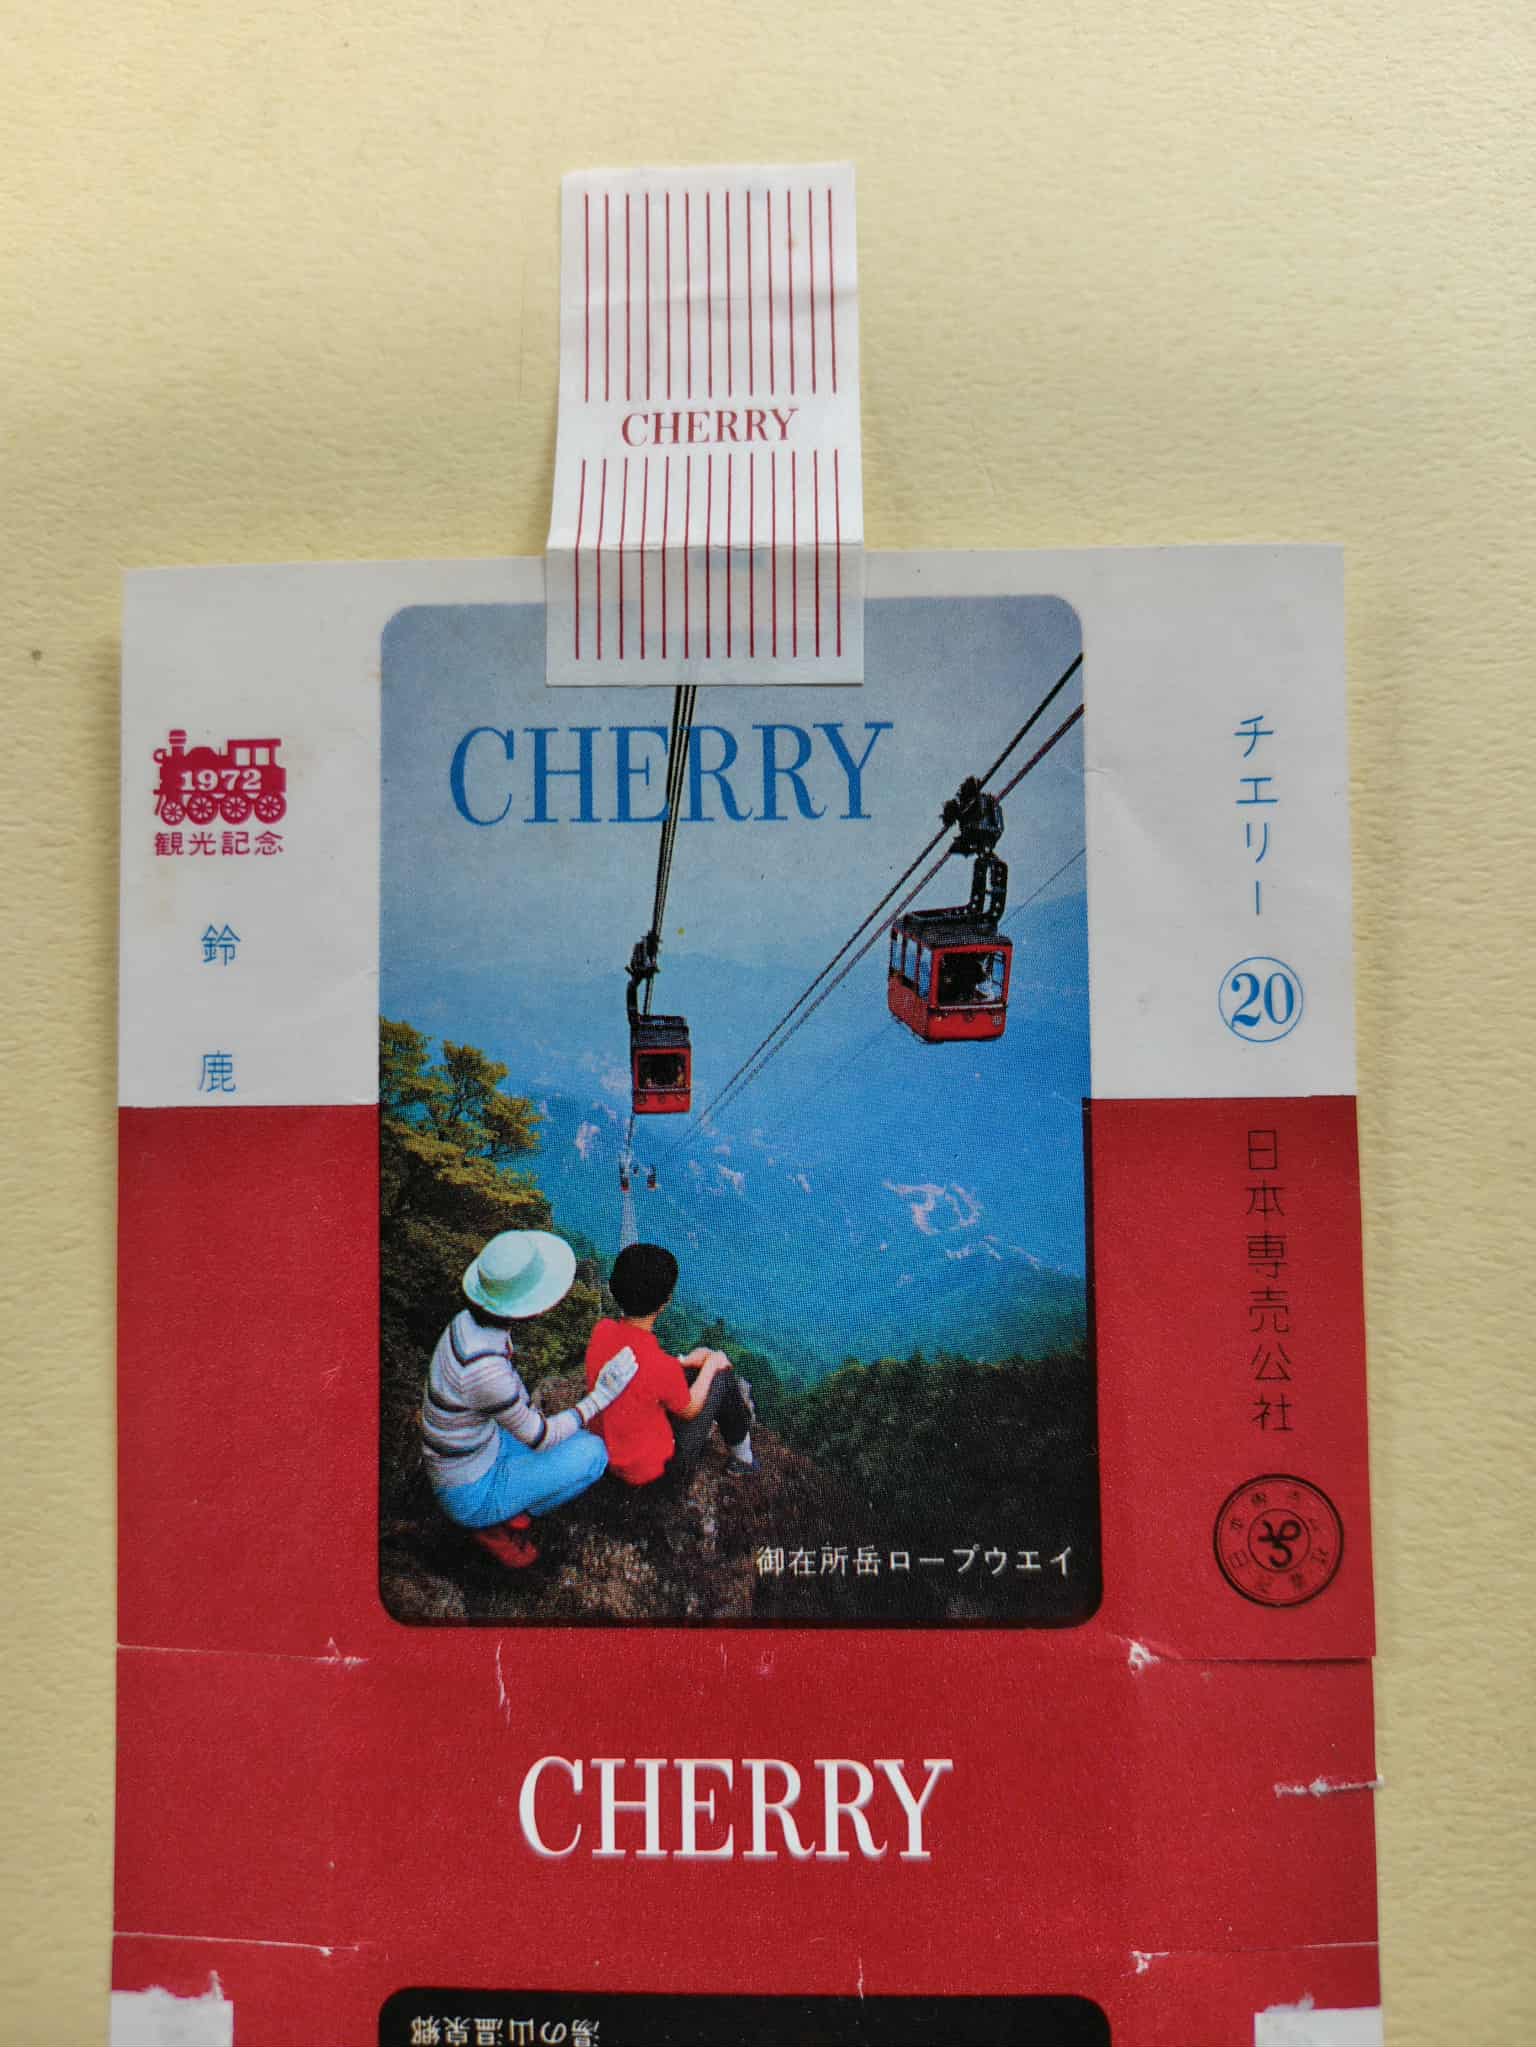 CHERRY
CHERRY
1972
観光記念
鈴鹿
チエリー
20
日本専売公社
御在所岳ロープウエイ
CHERRY
湯の山温泉郷